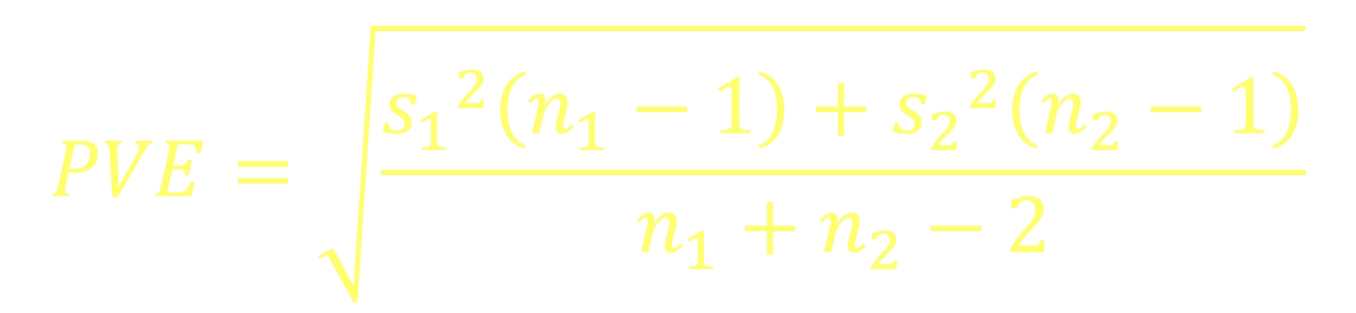 PVE = √((s₁²(n₁ − 1) + s₂²(n₂ − 1)) / (n₁ + n₂ − 2))